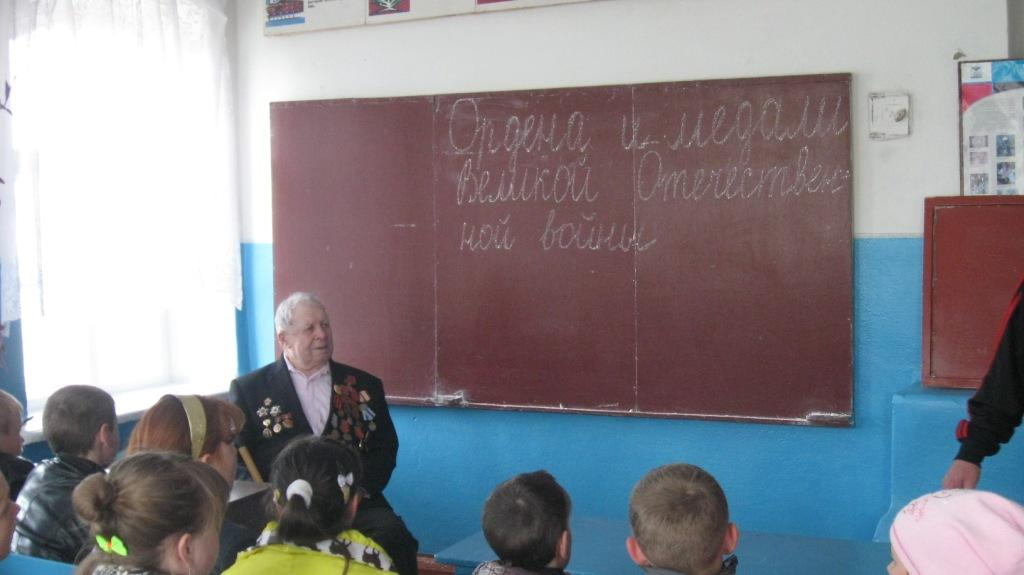 Ордена и медали
Великой Отечествен-
ной войны